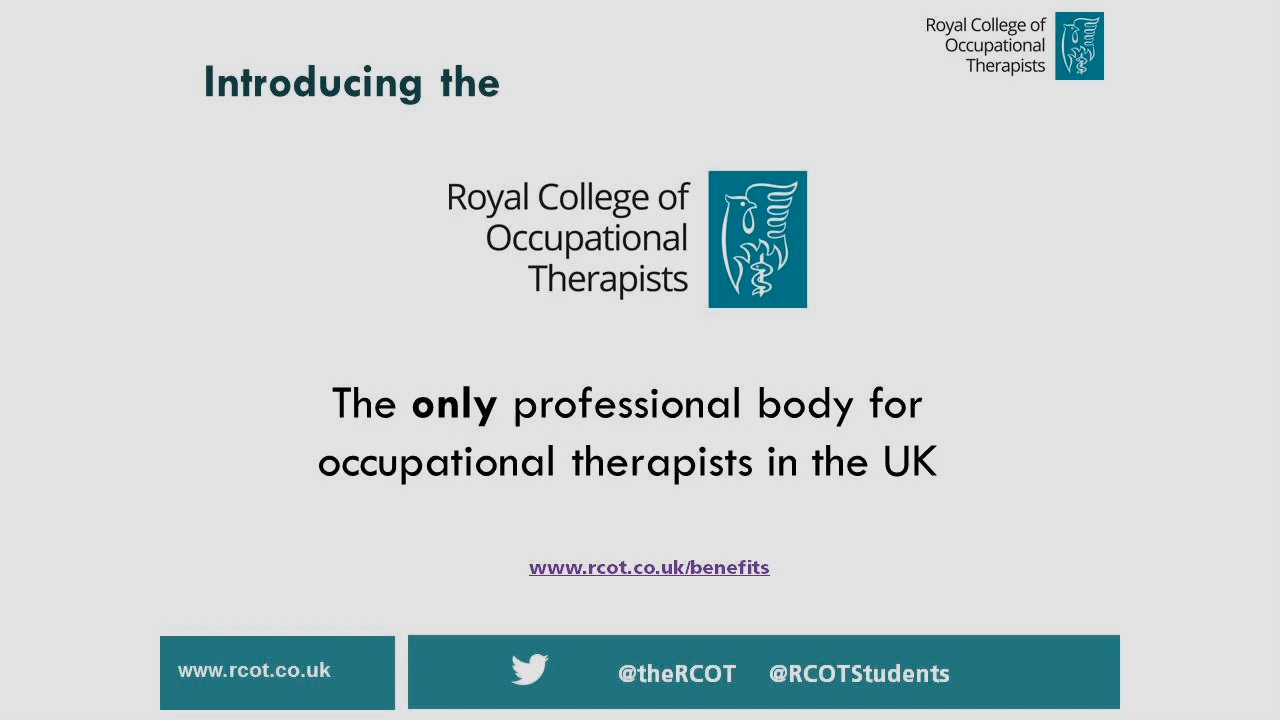 Royal College of
Occupational
Therapists
Introducing the
Royal College of
Occupational
Therapists
The only professional body for
occupational therapists in the UK
www.rcot.co.uk/benefits
www.rcot.co.uk
@theRCOT @RCOTStudents